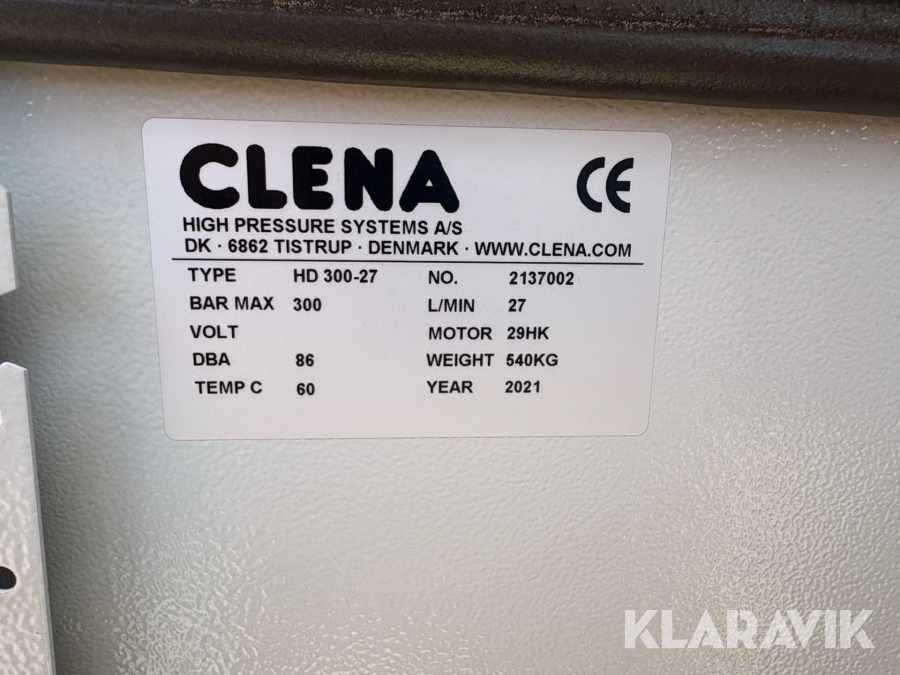 CLENA CE
HIGH PRESSURE SYSTEMS A/S
DK · 6862 TISTRUP · DENMARK · WWW.CLENA.COM
TYPE HD 300-27 NO. 2137002
BAR MAX 300 L/MIN 27
VOLT MOTOR 29HK
DBA 86 WEIGHT 540KG
TEMP C 60 YEAR 2021
KLARAVIK